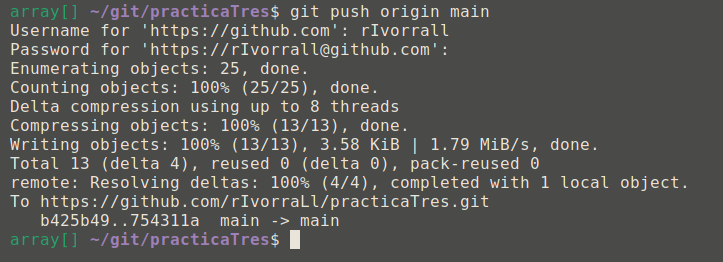 array[] ~/git/practicaTres$ git push origin main
Username for 'https://github.com': rIvorrall
Password for 'https://rIvorrall@github.com':
Enumerating objects: 25, done.
Counting objects: 100% (25/25), done.
Delta compression using up to 8 threads
Compressing objects: 100% (13/13), done.
Writing objects: 100% (13/13), 3.58 KiB | 1.79 MiB/s, done.
Total 13 (delta 4), reused 0 (delta 0), pack-reused 0
remote: Resolving deltas: 100% (4/4), completed with 1 local object.
To https://github.com/rIvorraLl/practicaTres.git
   b425b49..754311a  main -> main
array[] ~/git/practicaTres$